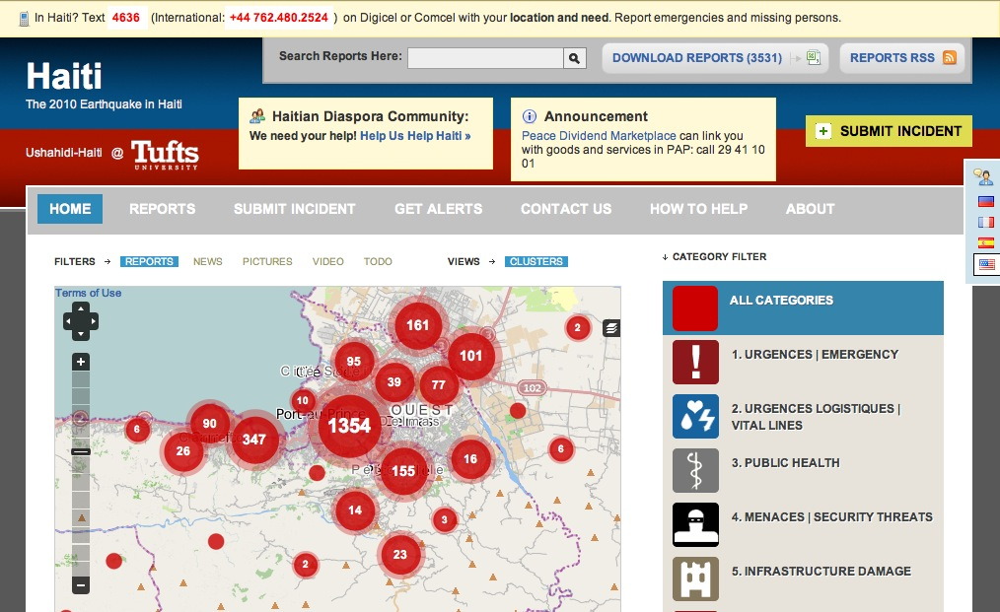 In Haiti? Text 4636 (International: +44 762.480.2524 ) on Digicel or Comcel with your location and need. Report emergencies and missing persons.
Search Reports Here:
DOWNLOAD REPORTS (3531)
REPORTS RSS
Haiti
The 2010 Earthquake in Haiti
Ushahidi-Haiti @ Tufts
UNIVERSITY
Haitian Diaspora Community:
We need your help! Help Us Help Haiti »
Announcement
Peace Dividend Marketplace can link you
with goods and services in PAP: call 29 41 10
01
SUBMIT INCIDENT
HOME REPORTS SUBMIT INCIDENT GET ALERTS CONTACT US HOW TO HELP ABOUT
FILTERS → REPORTS NEWS PICTURES VIDEO TODO VIEWS → CLUSTERS
↓ CATEGORY FILTER
Terms of Use
161
2
101
95
39
77
102
10
Port-au-Prince
OUEST
Delmas
1354
90
6
347
26
155
16
6
14
3
23
2
ALL CATEGORIES
1. URGENCES | EMERGENCY
2. URGENCES LOGISTIQUES |
VITAL LINES
3. PUBLIC HEALTH
4. MENACES | SECURITY THREATS
5. INFRASTRUCTURE DAMAGE